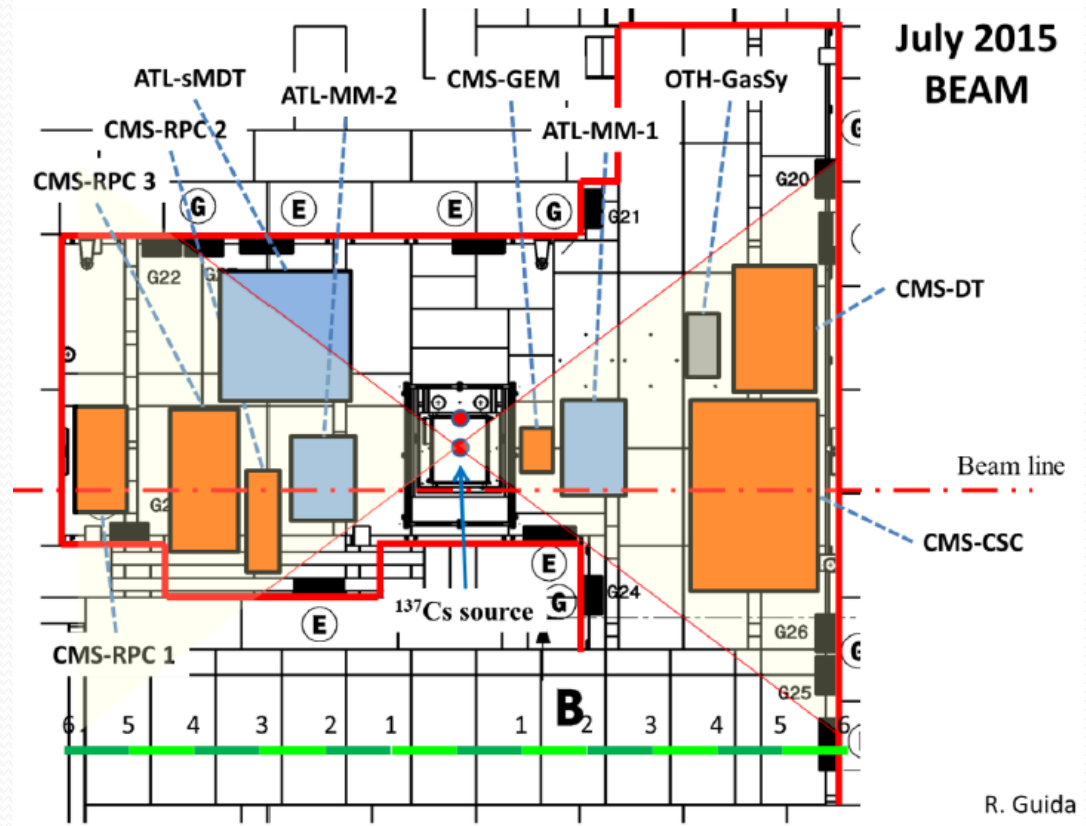 July 2015
BEAM
ATL-sMDT
ATL-MM-2
CMS-GEM
OTH-GasSy
CMS-RPC 2
ATL-MM-1
CMS-RPC 3
G
E
E
G
G20
G21
G22
CMS-DT
Beam line
CMS-CSC
E
G
G24
¹³⁷Cs source
E
G26
CMS-RPC 1
G25
B
6 5 4 3 2 1 1 2 3 4 5 6
R. Guida